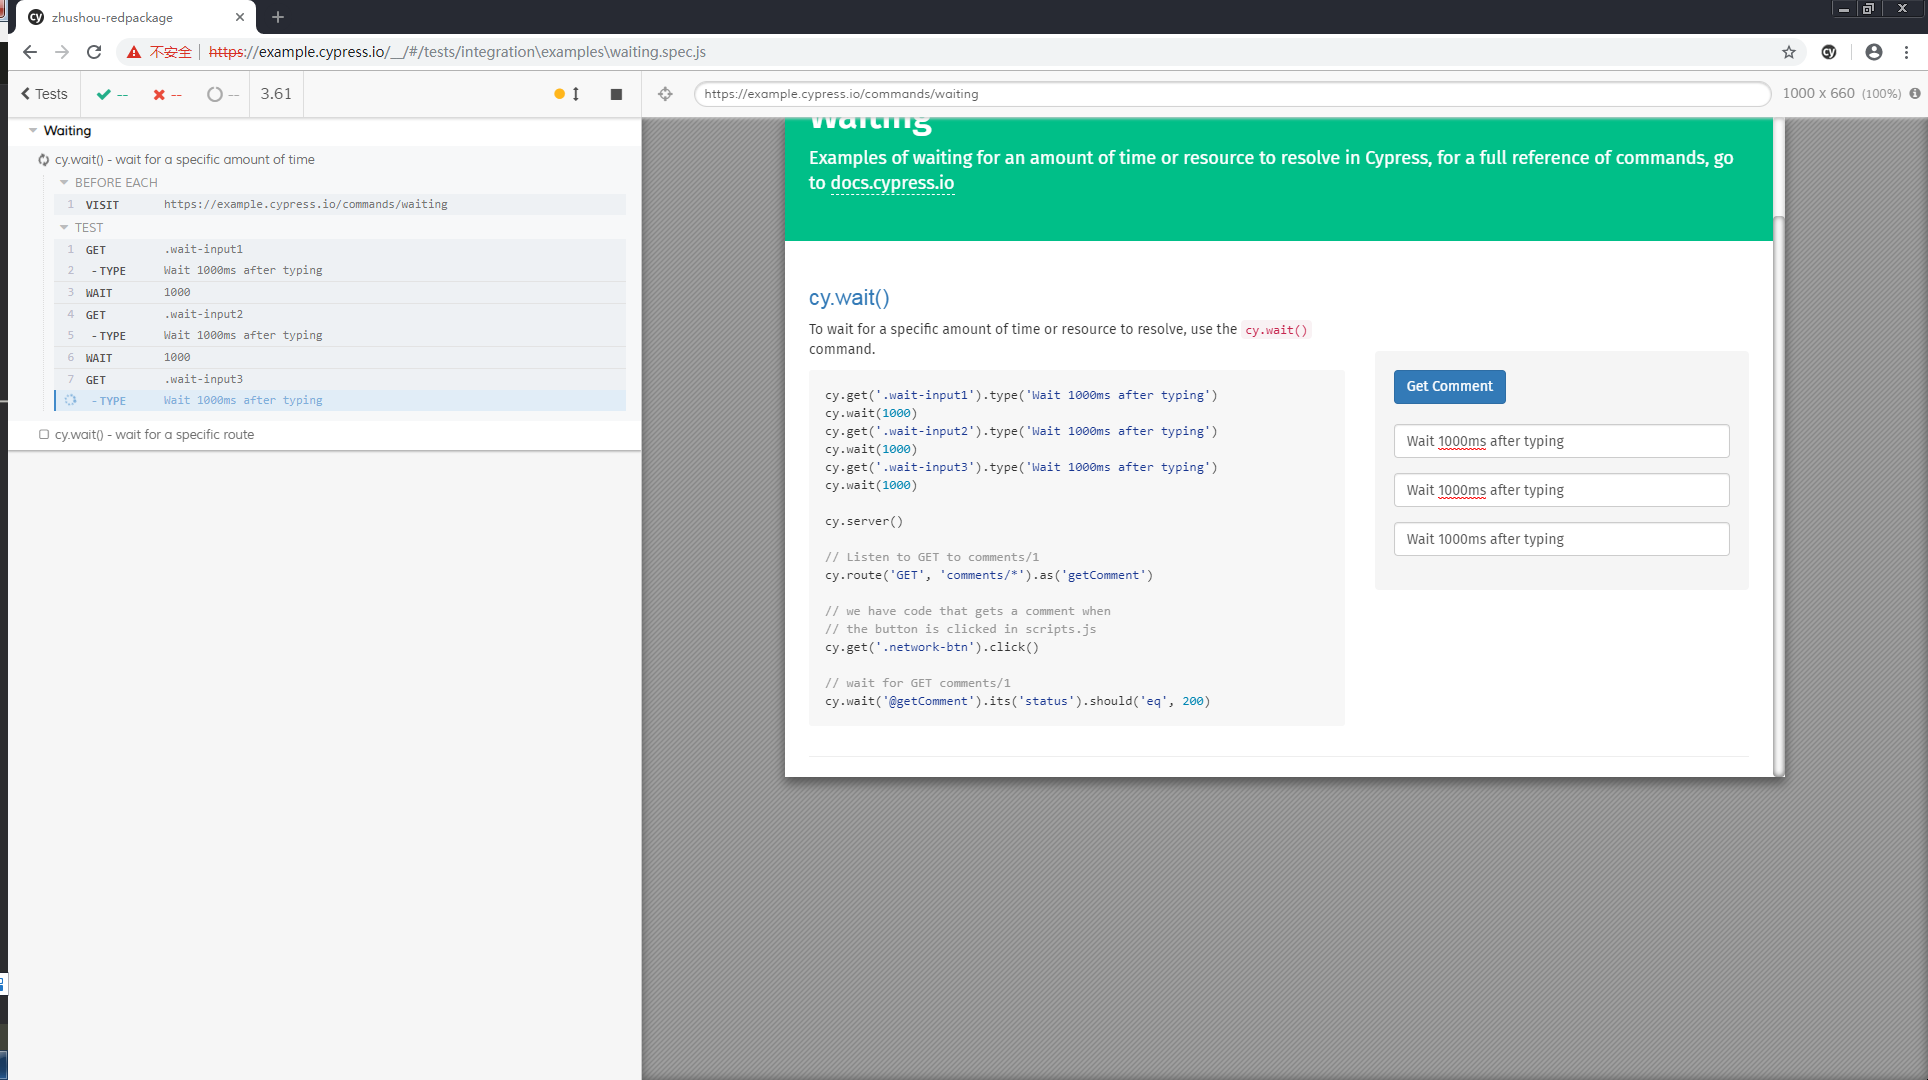 zhushou-redpackage
不安全 https://example.cypress.io/__/#/tests/integration\examples\waiting.spec.js
Tests -- -- -- 3.61
https://example.cypress.io/commands/waiting
1000 x 660 (100%)
Waiting
cy.wait() - wait for a specific amount of time
BEFORE EACH
1 VISIT https://example.cypress.io/commands/waiting
TEST
1 GET .wait-input1
2 -TYPE Wait 1000ms after typing
3 WAIT 1000
4 GET .wait-input2
5 -TYPE Wait 1000ms after typing
6 WAIT 1000
7 GET .wait-input3
-TYPE Wait 1000ms after typing
cy.wait() - wait for a specific route
Waiting
Examples of waiting for an amount of time or resource to resolve in Cypress, for a full reference of commands, go
to docs.cypress.io
cy.wait()
To wait for a specific amount of time or resource to resolve, use the cy.wait()
command.
cy.get('.wait-input1').type('Wait 1000ms after typing')
cy.wait(1000)
cy.get('.wait-input2').type('Wait 1000ms after typing')
cy.wait(1000)
cy.get('.wait-input3').type('Wait 1000ms after typing')
cy.wait(1000)
cy.server()
// Listen to GET to comments/1
cy.route('GET', 'comments/*').as('getComment')
// we have code that gets a comment when
// the button is clicked in scripts.js
cy.get('.network-btn').click()
// wait for GET comments/1
cy.wait('@getComment').its('status').should('eq', 200)
Get Comment
Wait 1000ms after typing
Wait 1000ms after typing
Wait 1000ms after typing